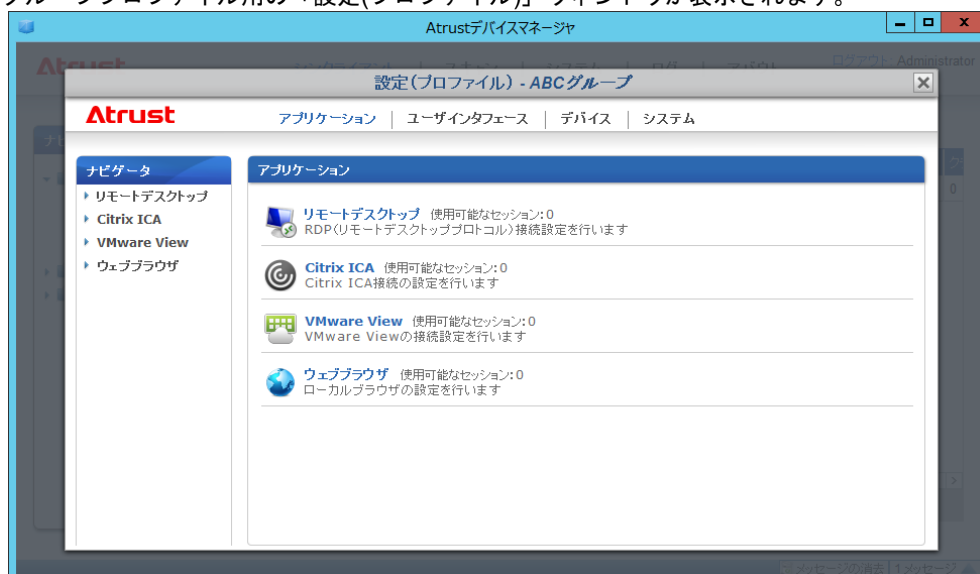 グループプロファイル用の「設定(プロファイル)」ウィンドウが表示されます。
Atrustデバイスマネージャ
ログアウト: Administrator
設定(プロファイル) - ABCグループ
Atrust
アプリケーション | ユーザインタフェース | デバイス | システム
ナビゲータ
リモートデスクトップ
Citrix ICA
VMware View
ウェブブラウザ
アプリケーション
リモートデスクトップ 使用可能なセッション:0
RDP(リモートデスクトッププロトコル)接続設定を行います
Citrix ICA 使用可能なセッション:0
Citrix ICA接続の設定を行います
VMware View 使用可能なセッション:0
VMware Viewの接続設定を行います
ウェブブラウザ 使用可能なセッション:0
ローカルブラウザの設定を行います
メッセージの消去 | 1メッセージ